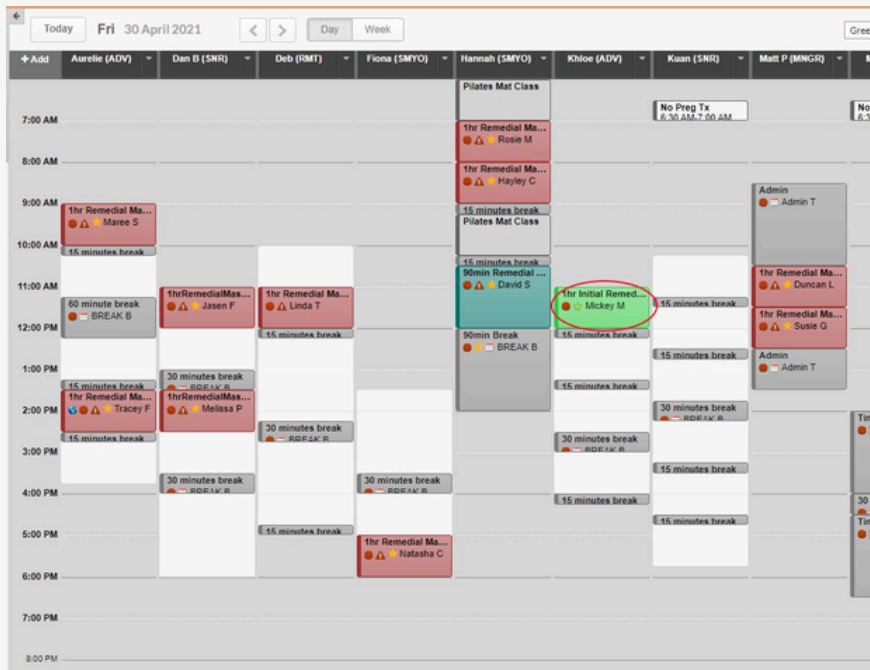 Today Fri 30 April 2021 Day Week
Gree
+Add Aurelie (ADV) Dan B (SNR) Deb (RMT) Fiona (SMYO) Hannah (SMYO) Khloe (ADV) Kuan (SNR) Matt P (MNGR) M
7:00 AM
8:00 AM
9:00 AM
10:00 AM
11:00 AM
12:00 PM
1:00 PM
2:00 PM
3:00 PM
4:00 PM
5:00 PM
6:00 PM
7:00 PM
8:00 PM
1hr Remedial Ma...
Maree S
15 minutes break
60 minute break
BREAK B
15 minutes break
1hr Remedial Ma...
Tracey F
15 minutes break
1hrRemedialMas...
Jasen F
30 minutes break
BREAK B
1hrRemedialMas...
Melissa P
30 minutes break
BREAK B
1hr Remedial Ma...
Linda T
15 minutes break
30 minutes break
BREAK B
15 minutes break
30 minutes break
BREAK B
1hr Remedial Ma...
Natasha C
Pilates Mat Class
1hr Remedial Ma...
Rosie M
1hr Remedial Ma...
Hayley C
15 minutes break
Pilates Mat Class
15 minutes break
90min Remedial ...
David S
90min Break
BREAK B
1hr Initial Remed...
Mickey M
15 minutes break
15 minutes break
30 minutes break
BREAK B
15 minutes break
No Preg Tx
6:30 AM-7:00 AM
15 minutes break
15 minutes break
30 minutes break
BREAK B
15 minutes break
15 minutes break
Admin
Admin T
1hr Remedial Ma...
Duncan L
1hr Remedial Ma...
Susie G
Admin
Admin T
No
6:3
Tin
30
Tin